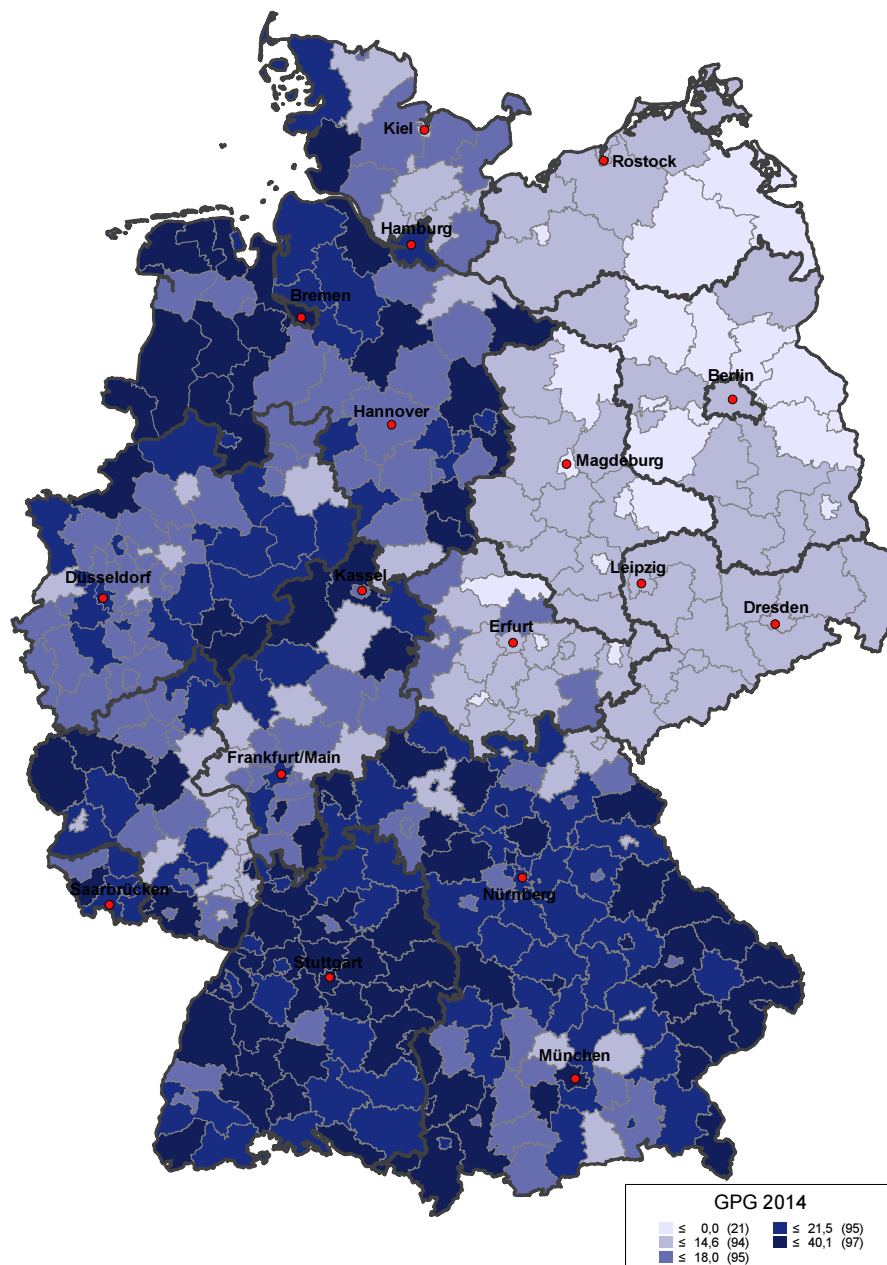 Kiel
Rostock
Hamburg
Bremen
Berlin
Hannover
Magdeburg
Düsseldorf
Kassel
Leipzig
Dresden
Erfurt
Frankfurt/Main
Nürnberg
Saarbrücken
Stuttgart
München
GPG 2014
≤ 0,0 (21) ≤ 21,5 (95)
≤ 14,6 (94) ≤ 40,1 (97)
≤ 18,0 (95)